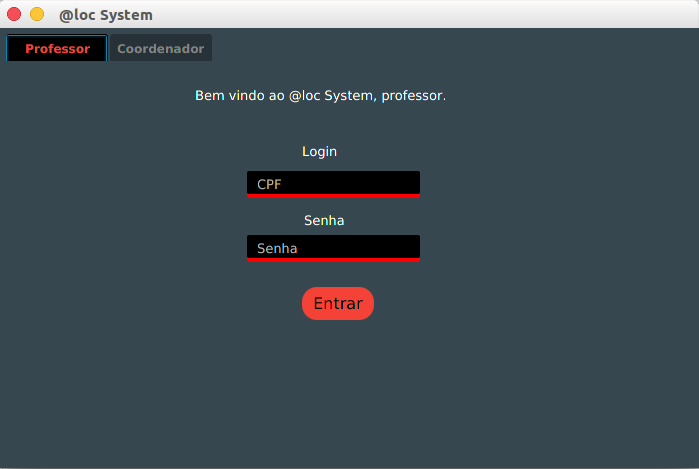 @loc System
Professor Coordenador
Bem vindo ao @loc System, professor.
Login
CPF
Senha
Senha
Entrar